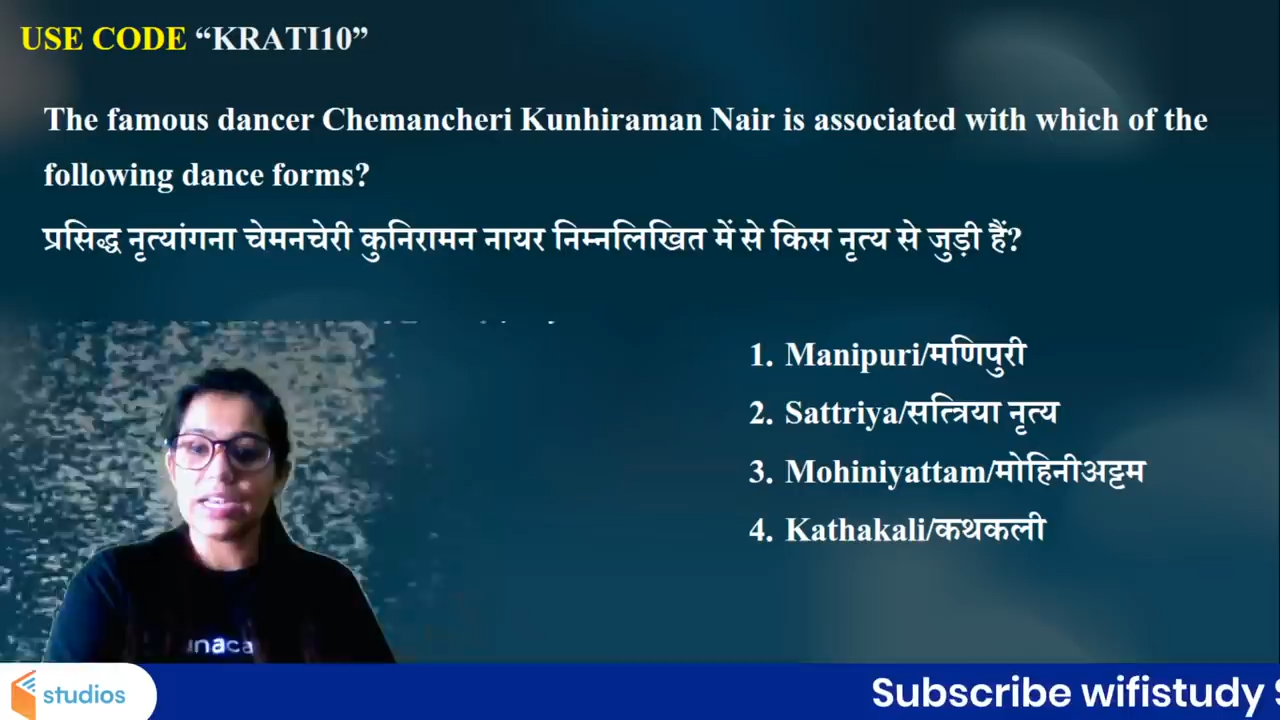 USE CODE “KRATI10”
The famous dancer Chemancheri Kunhiraman Nair is associated with which of the
following dance forms?
प्रसिद्ध नृत्यांगना चेमनचेरी कुनिरामन नायर निम्नलिखित में से किस नृत्य से जुड़ी हैं?
1. Manipuri/मणिपुरी
2. Sattriya/सत्त्रिया नृत्य
3. Mohiniyattam/मोहिनीअट्टम
4. Kathakali/कथकली
unaca
studios
Subscribe wifistudy S